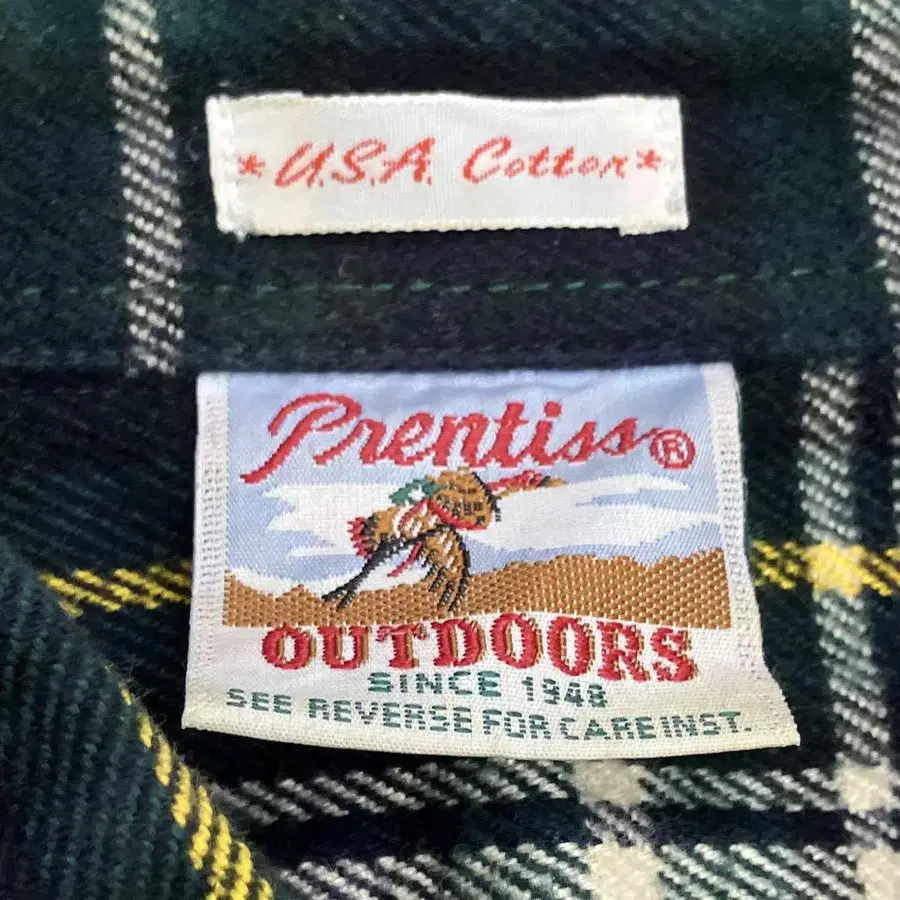 *U.S.A. Cotton*
Prentiss®
OUTDOORS
SINCE 1948
SEE REVERSE FOR CARE INST.